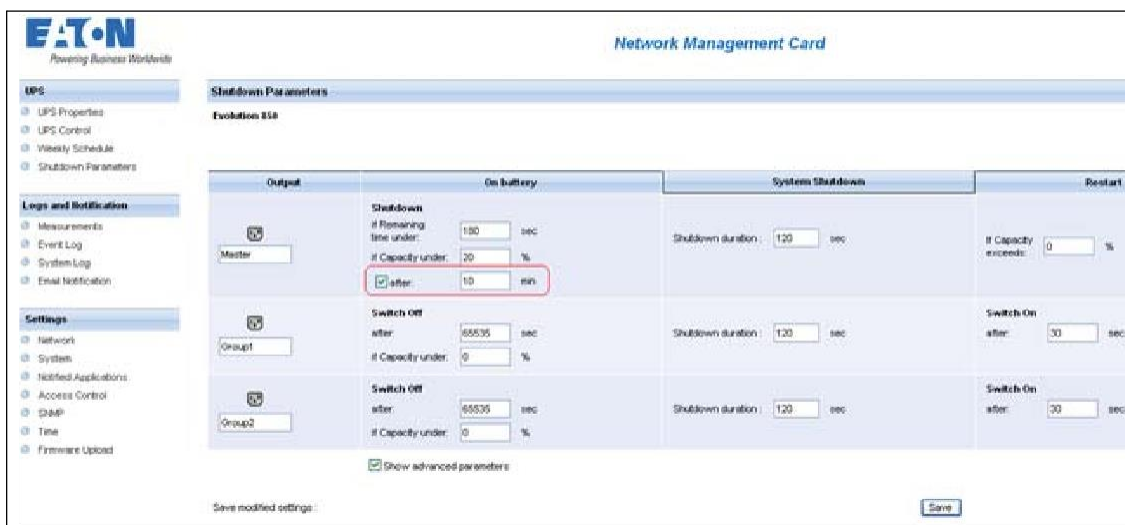 EATON
Powering Business Worldwide
Network Management Card
UPS
UPS Properties
UPS Control
Weekly Schedule
Shutdown Parameters
Logs and Notification
Measurements
Event Log
System Log
Email Notification
Settings
Network
System
Notified Applications
Access Control
SNMP
Time
Firmware Upload
Shutdown Parameters
Evolution 850
Output On battery System Shutdown Restart
Master
Shutdown
if Remaining
time under: 180 sec
if Capacity under: 20 %
after: 10 min
Shutdown duration : 120 sec
If Capacity
exceeds: 0 %
Group1
Switch Off
after: 65535 sec
if Capacity under: 0 %
Shutdown duration : 120 sec
Switch On
after: 30 sec
Group2
Switch Off
after: 65535 sec
if Capacity under: 0 %
Shutdown duration : 120 sec
Switch On
after: 30 sec
Show advanced parameters
Save modified settings :
Save